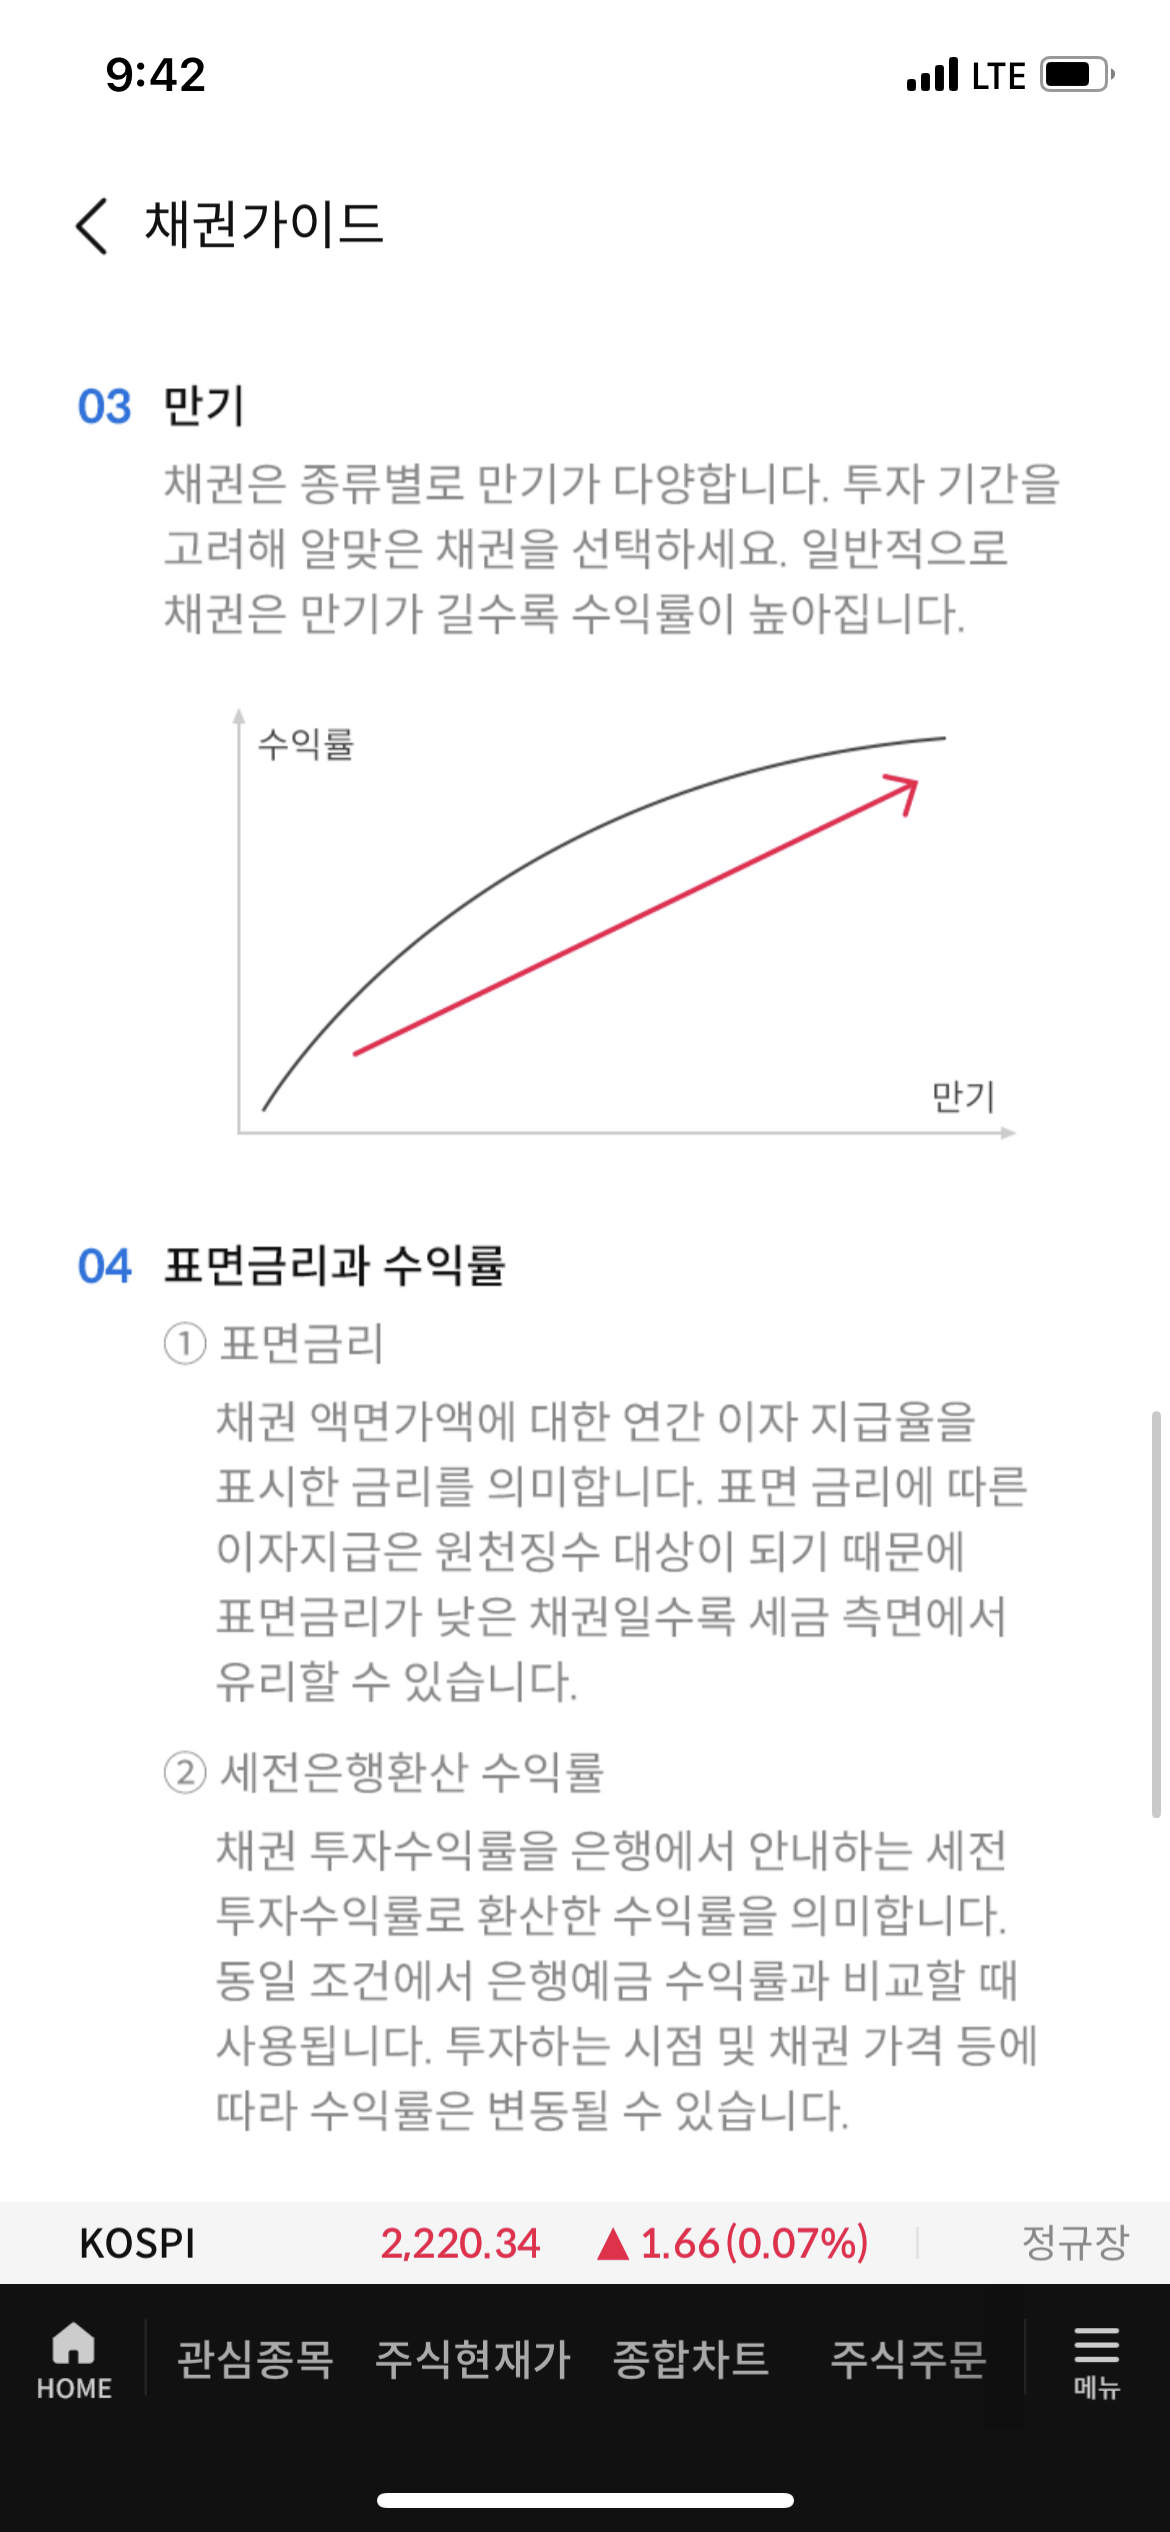 9:42
LTE
채권가이드
03 만기
채권은 종류별로 만기가 다양합니다. 투자 기간을
고려해 알맞은 채권을 선택하세요. 일반적으로
채권은 만기가 길수록 수익률이 높아집니다.
수익률
만기
04 표면금리과 수익률
① 표면금리
채권 액면가액에 대한 연간 이자 지급율을
표시한 금리를 의미합니다. 표면 금리에 따른
이자지급은 원천징수 대상이 되기 때문에
표면금리가 낮은 채권일수록 세금 측면에서
유리할 수 있습니다.
② 세전은행환산 수익률
채권 투자수익률을 은행에서 안내하는 세전
투자수익률로 환산한 수익률을 의미합니다.
동일 조건에서 은행예금 수익률과 비교할 때
사용됩니다. 투자하는 시점 및 채권 가격 등에
따라 수익률은 변동될 수 있습니다.
KOSPI 2,220.34 ▲ 1.66(0.07%) 정규장
HOME 관심종목 주식현재가 종합차트 주식주문 메뉴